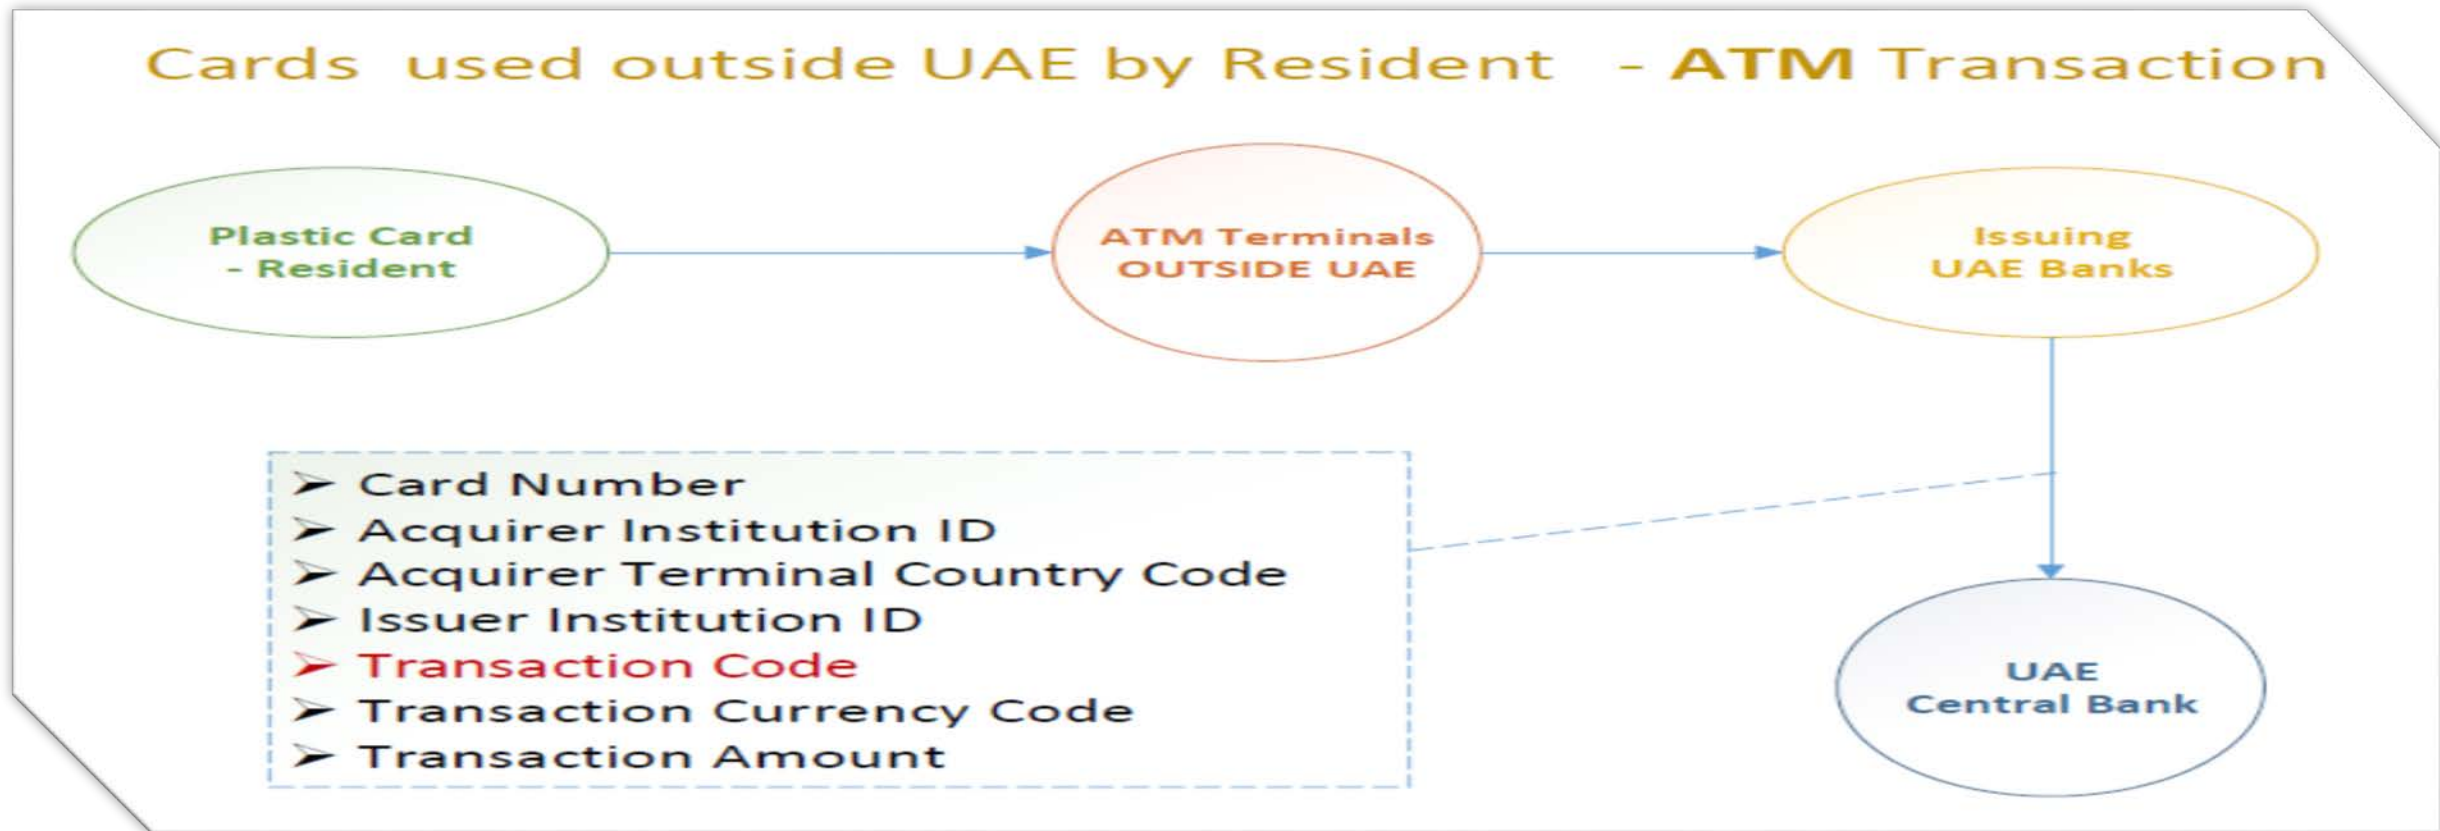 Cards used outside UAE by Resident - ATM Transaction
Plastic Card
- Resident
ATM Terminals
OUTSIDE UAE
Issuing
UAE Banks
➢ Card Number
➢ Acquirer Institution ID
➢ Acquirer Terminal Country Code
➢ Issuer Institution ID
➢ Transaction Code
➢ Transaction Currency Code
➢ Transaction Amount
UAE
Central Bank